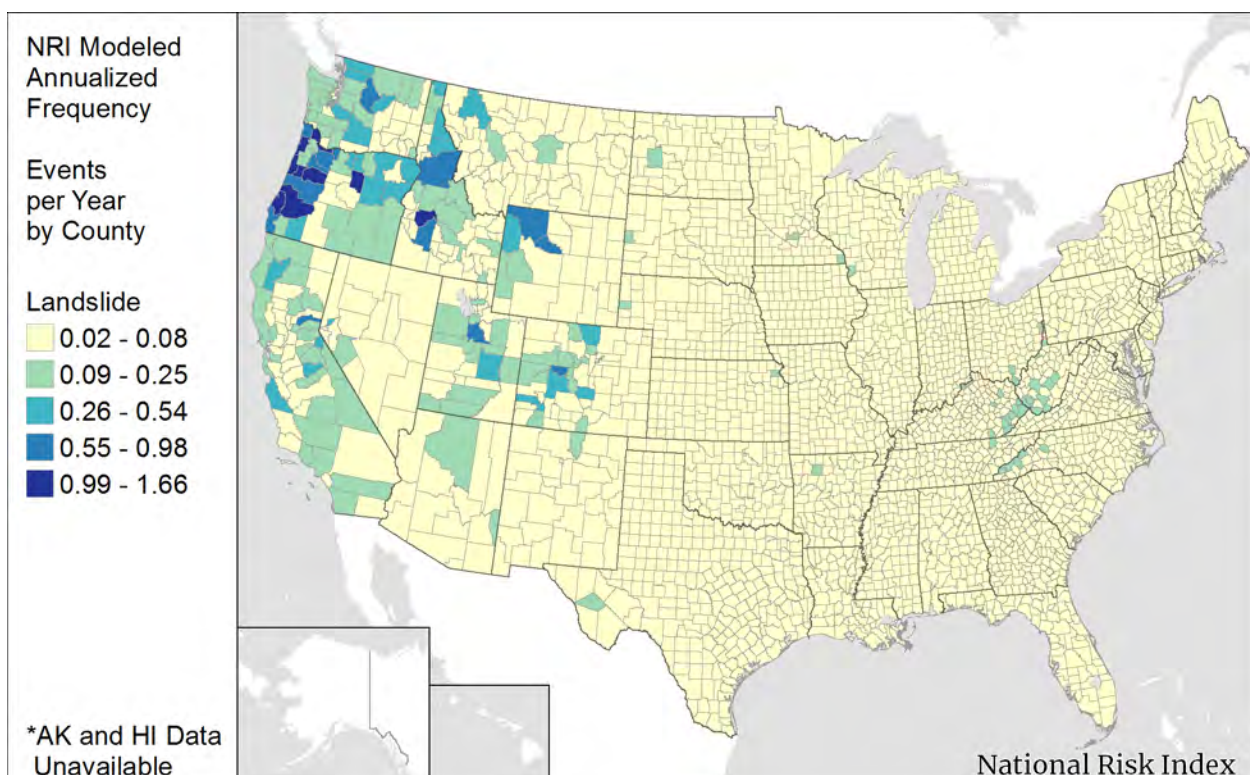 NRI Modeled
Annualized
Frequency
Events
per Year
by County
Landslide
0.02 - 0.08
0.09 - 0.25
0.26 - 0.54
0.55 - 0.98
0.99 - 1.66
*AK and HI Data
Unavailable
National Risk Index